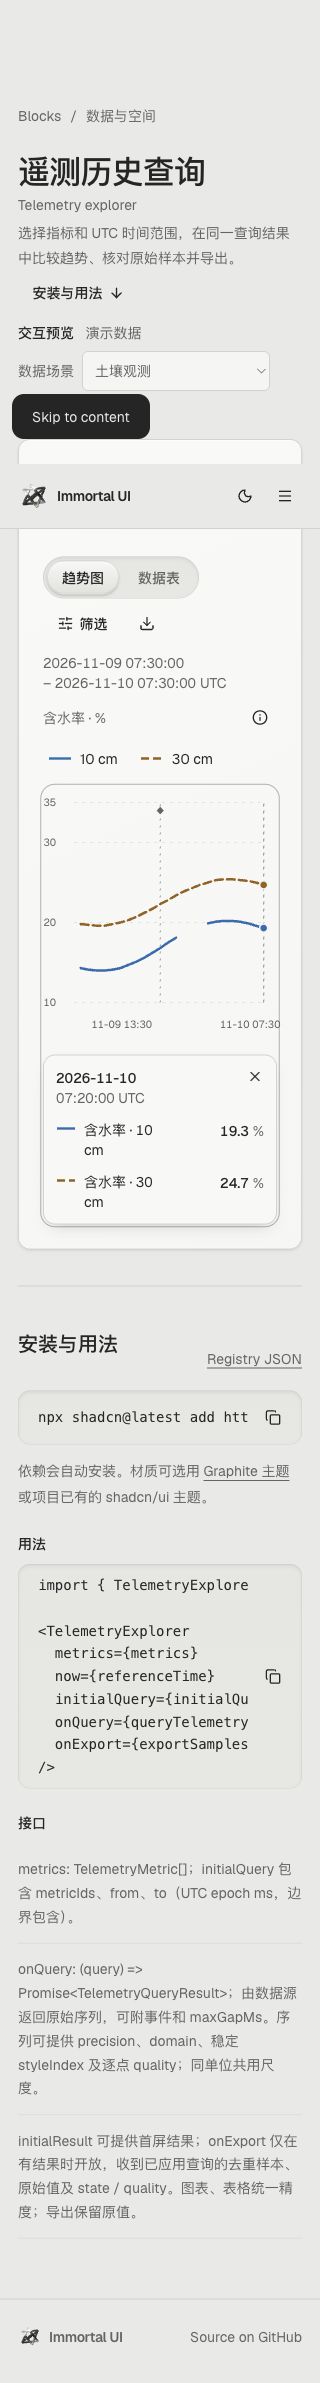 Blocks / 数据与空间
遥测历史查询
Telemetry explorer
选择指标和 UTC 时间范围，在同一查询结果
中比较趋势、核对原始样本并导出。
安装与用法 ↓
交互预览 演示数据
数据场景 土壤观测
Skip to content
Immortal UI
趋势图 数据表
筛选
2026-11-09 07:30:00
– 2026-11-10 07:30:00 UTC
含水率 · %
10 cm 30 cm
35
30
20
10
11-09 13:30 11-10 07:30
2026-11-10
07:20:00 UTC
含水率 · 10 19.3 %
cm
含水率 · 30 24.7 %
cm
安装与用法
Registry JSON
npx shadcn@latest add htt
依赖会自动安装。材质可选用 Graphite 主题
或项目已有的 shadcn/ui 主题。
用法
import { TelemetryExplore
<TelemetryExplorer
metrics={metrics}
now={referenceTime}
initialQuery={initialQu
onQuery={queryTelemetry
onExport={exportSamples
/>
接口
metrics: TelemetryMetric[]；initialQuery 包
含 metricIds、from、to（UTC epoch ms，边
界包含）。
onQuery: (query) =>
Promise<TelemetryQueryResult>；由数据源
返回原始序列，可附事件和 maxGapMs。序
列可提供 precision、domain、稳定
styleIndex 及逐点 quality；同单位共用尺
度。
initialResult 可提供首屏结果；onExport 仅在
有结果时开放，收到已应用查询的去重样本、
原始值及 state / quality。图表、表格统一精
度；导出保留原值。
Immortal UI Source on GitHub